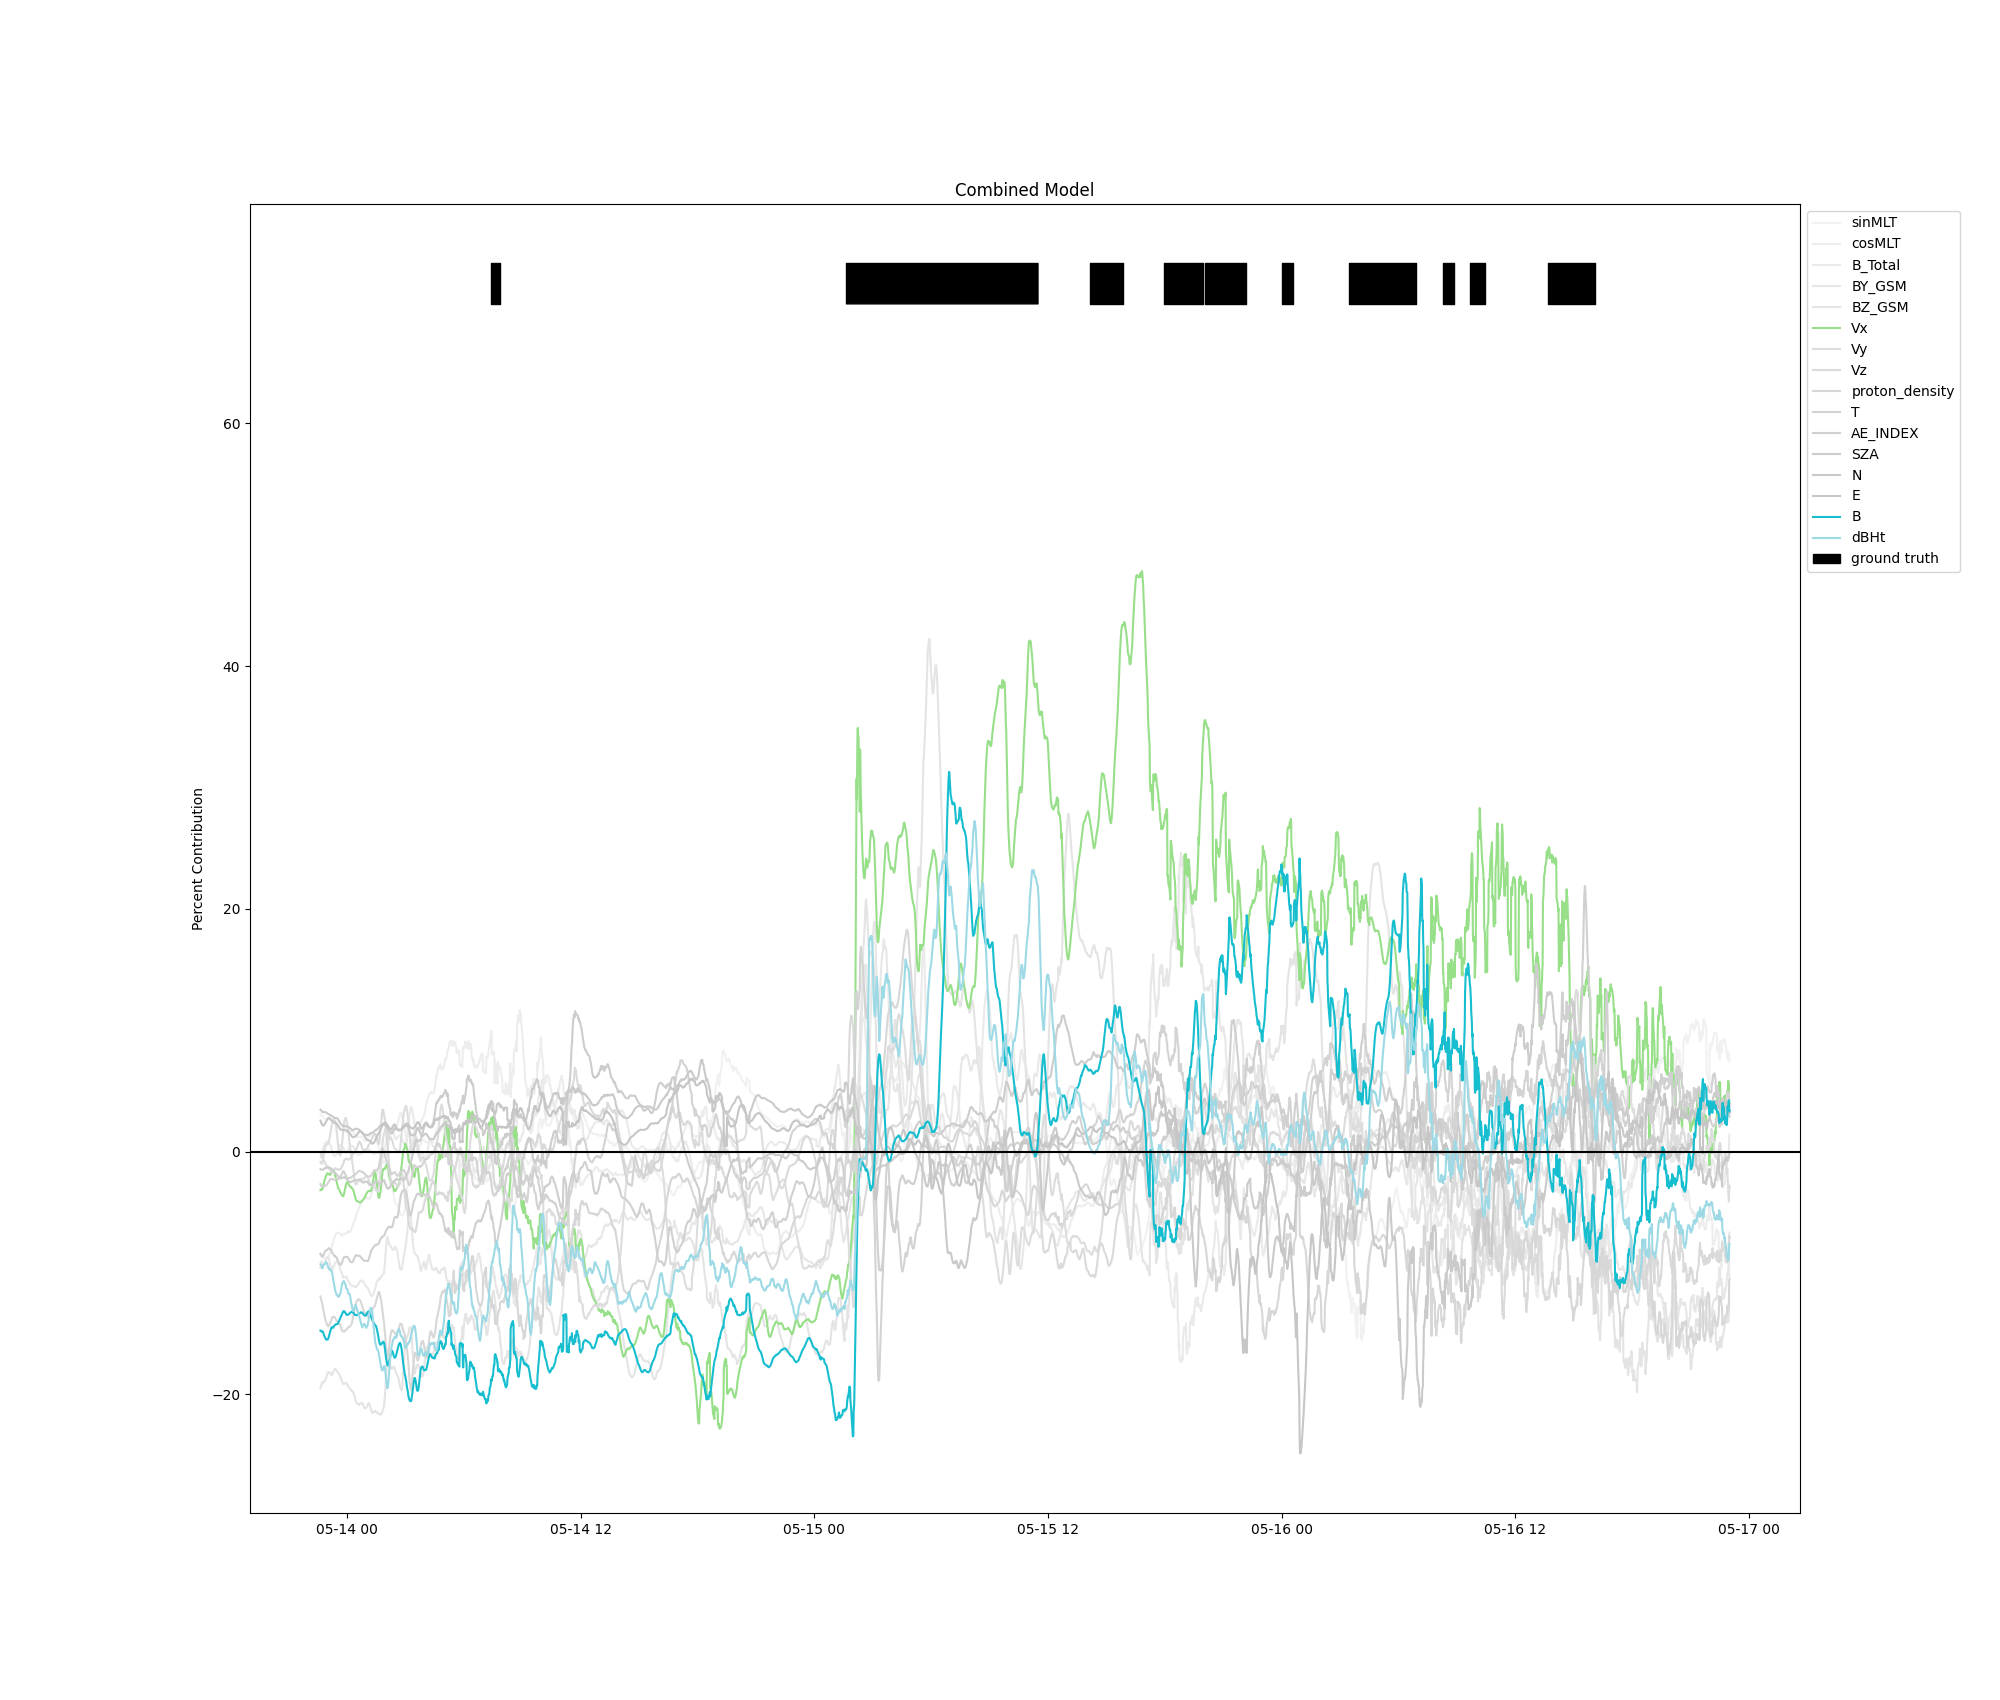 Combined Model
sinMLT
cosMLT
B_Total
BY_GSM
BZ_GSM
Vx
Vy
Vz
proton_density
T
AE_INDEX
SZA
N
E
B
dBHt
ground truth
Percent Contribution
60
40
20
0
−20
05-14 00
05-14 12
05-15 00
05-15 12
05-16 00
05-16 12
05-17 00